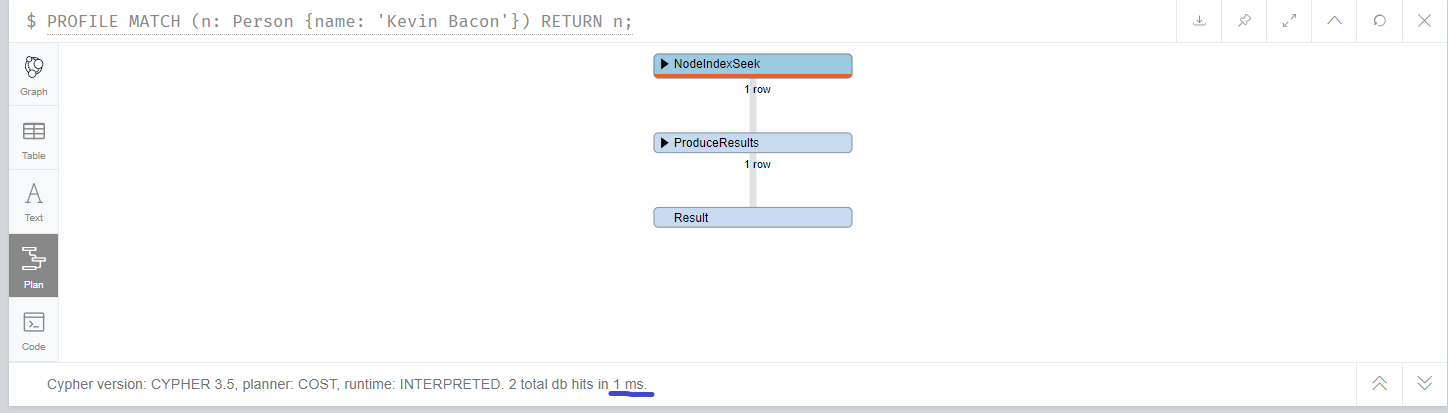 $ PROFILE MATCH (n: Person {name: 'Kevin Bacon'}) RETURN n;
Graph
Table
Text
Plan
Code
NodeIndexSeek
1 row
ProduceResults
1 row
Result
Cypher version: CYPHER 3.5, planner: COST, runtime: INTERPRETED. 2 total db hits in 1 ms.